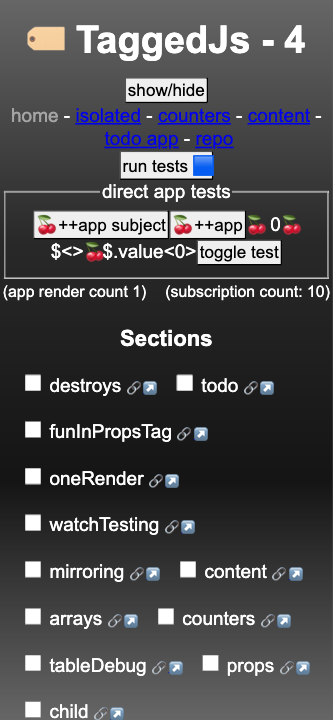 🏷️ TaggedJs - 4
show/hide
home - isolated - counters - content -
todo app - repo
run tests 🟦
direct app tests
🍒++app subject 🍒++app 🍒 0🍒
$<>🍒$.value<0> toggle test
(app render count 1) (subscription count: 10)
Sections
destroys 🔗↗️ todo 🔗↗️
funInPropsTag 🔗↗️
oneRender 🔗↗️
watchTesting 🔗↗️
mirroring 🔗↗️ content 🔗↗️
arrays 🔗↗️ counters 🔗↗️
tableDebug 🔗↗️ props 🔗↗️
child 🔗↗️